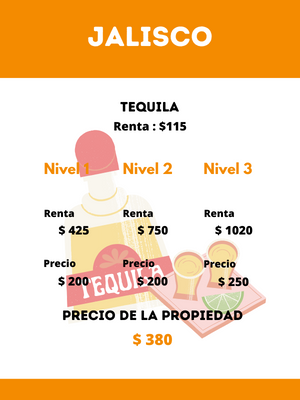 JALISCO
TEQUILA
Renta : $115
Nivel 1 Nivel 2 Nivel 3
Renta Renta Renta
$ 425 $ 750 $ 1020
Precio Precio Precio
$ 200 $ 200 $ 250
TEQUILA
PRECIO DE LA PROPIEDAD
$ 380